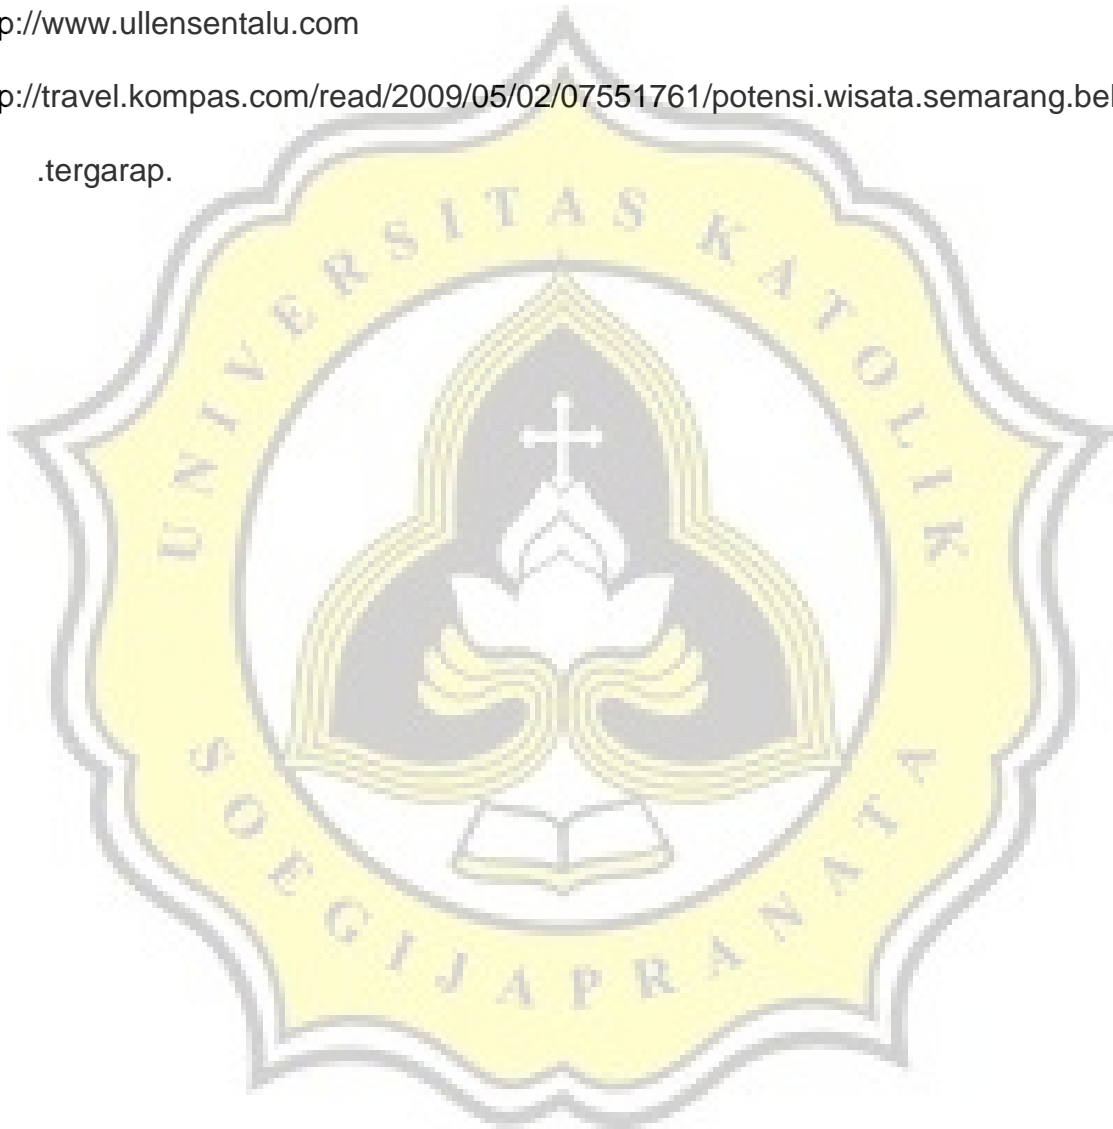 p://www.ullensentalu.com
p://travel.kompas.com/read/2009/05/02/07551761/potensi.wisata.semarang.bel
.tergarap.
UNIVERSITAS KATOLIK
SOEGIJAPRANATA